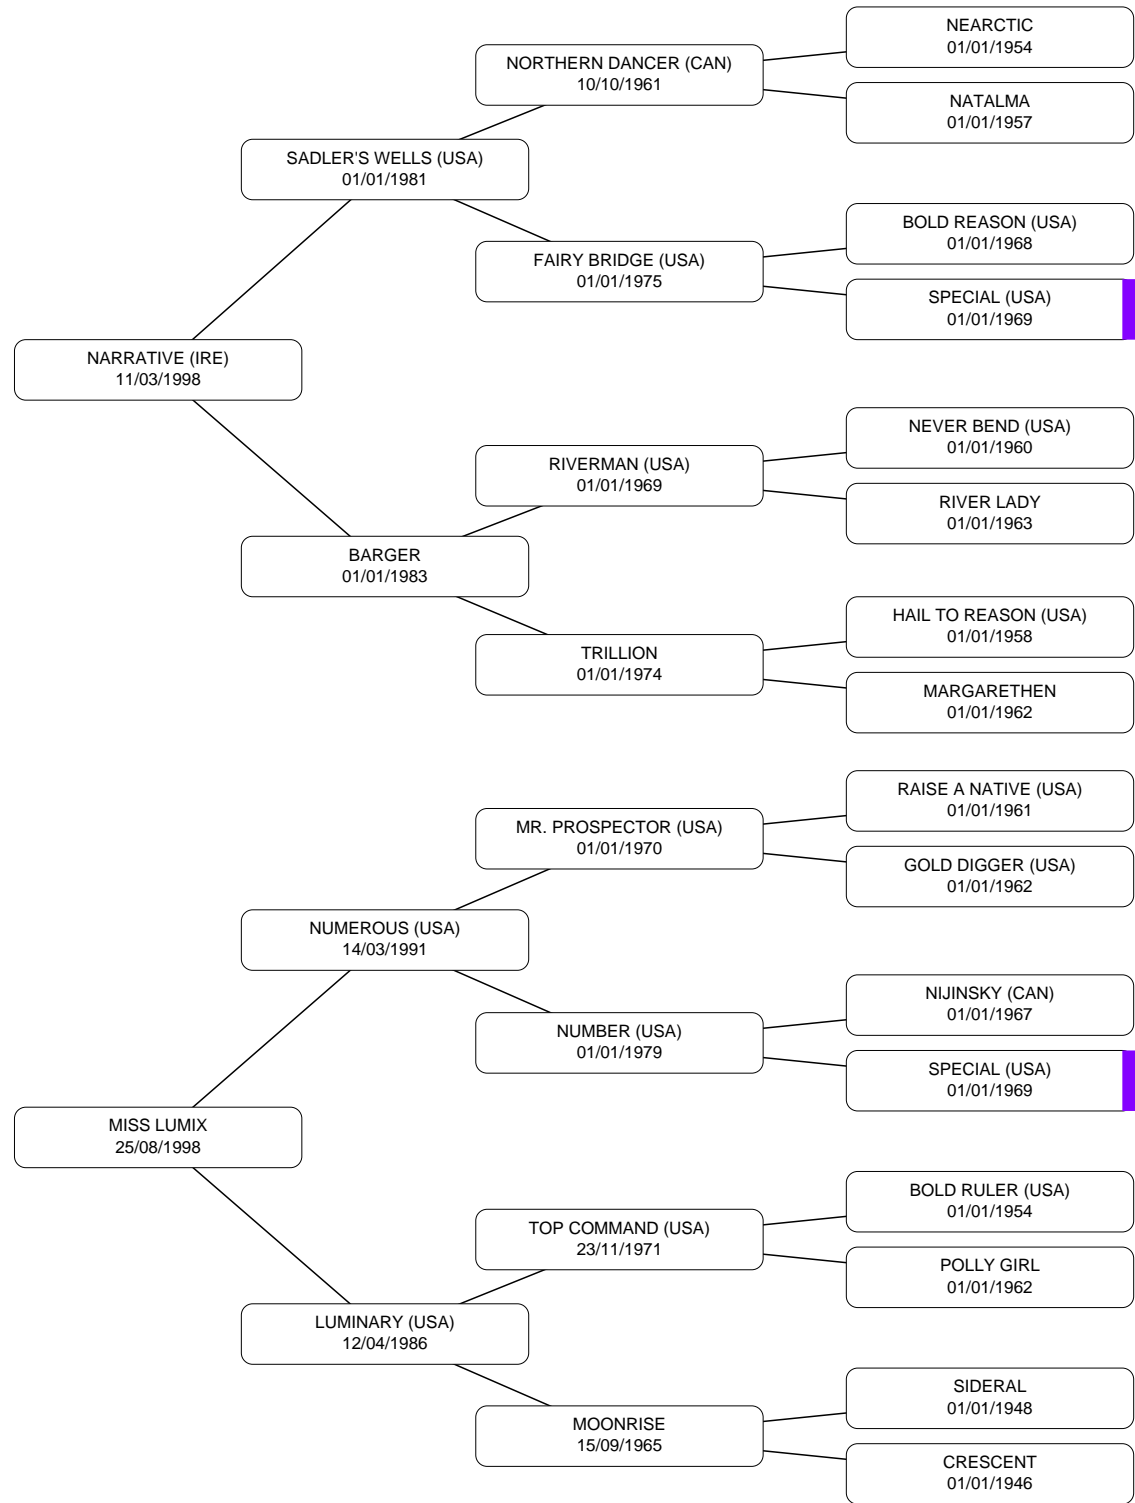 NEARCTIC
01/01/1954
NORTHERN DANCER (CAN)
10/10/1961
NATALMA
01/01/1957
SADLER'S WELLS (USA)
01/01/1981
BOLD REASON (USA)
01/01/1968
FAIRY BRIDGE (USA)
01/01/1975
SPECIAL (USA)
01/01/1969
NARRATIVE (IRE)
11/03/1998
NEVER BEND (USA)
01/01/1960
RIVERMAN (USA)
01/01/1969
RIVER LADY
01/01/1963
BARGER
01/01/1983
HAIL TO REASON (USA)
01/01/1958
TRILLION
01/01/1974
MARGARETHEN
01/01/1962
RAISE A NATIVE (USA)
01/01/1961
MR. PROSPECTOR (USA)
01/01/1970
GOLD DIGGER (USA)
01/01/1962
NUMEROUS (USA)
14/03/1991
NIJINSKY (CAN)
01/01/1967
NUMBER (USA)
01/01/1979
SPECIAL (USA)
01/01/1969
MISS LUMIX
25/08/1998
BOLD RULER (USA)
01/01/1954
TOP COMMAND (USA)
23/11/1971
POLLY GIRL
01/01/1962
LUMINARY (USA)
12/04/1986
SIDERAL
01/01/1948
MOONRISE
15/09/1965
CRESCENT
01/01/1946